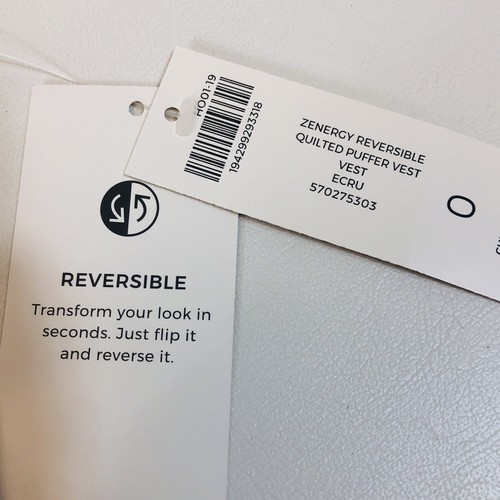 REVERSIBLE
Transform your look in
seconds. Just flip it
and reverse it.
HO01-19
194299293318
ZENERGY REVERSIBLE
QUILTED PUFFER VEST
VEST
ECRU
570275303
0